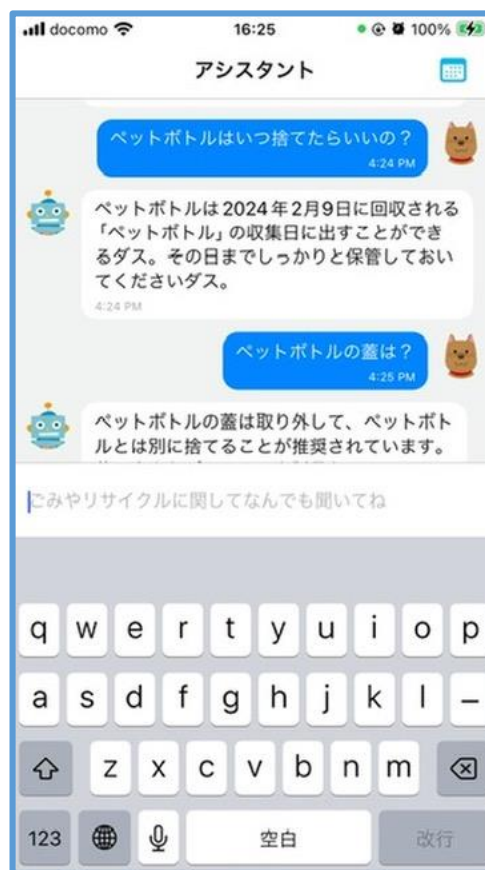 docomo 16:25 100%
アシスタント
ペットボトルはいつ捨てたらいいの？
4:24 PM
ペットボトルは2024年2月9日に回収される
「ペットボトル」の収集日に出すことができ
るダス。その日までしっかりと保管しておい
てくださいダス。
4:24 PM
ペットボトルの蓋は？
4:25 PM
ペットボトルの蓋は取り外して、ペットボト
ルとは別に捨てることが推奨されています。
ごみやリサイクルに関してなんでも聞いてね
q w e r t y u i o p
a s d f g h j k l –
z x c v b n m
123 空白 改行